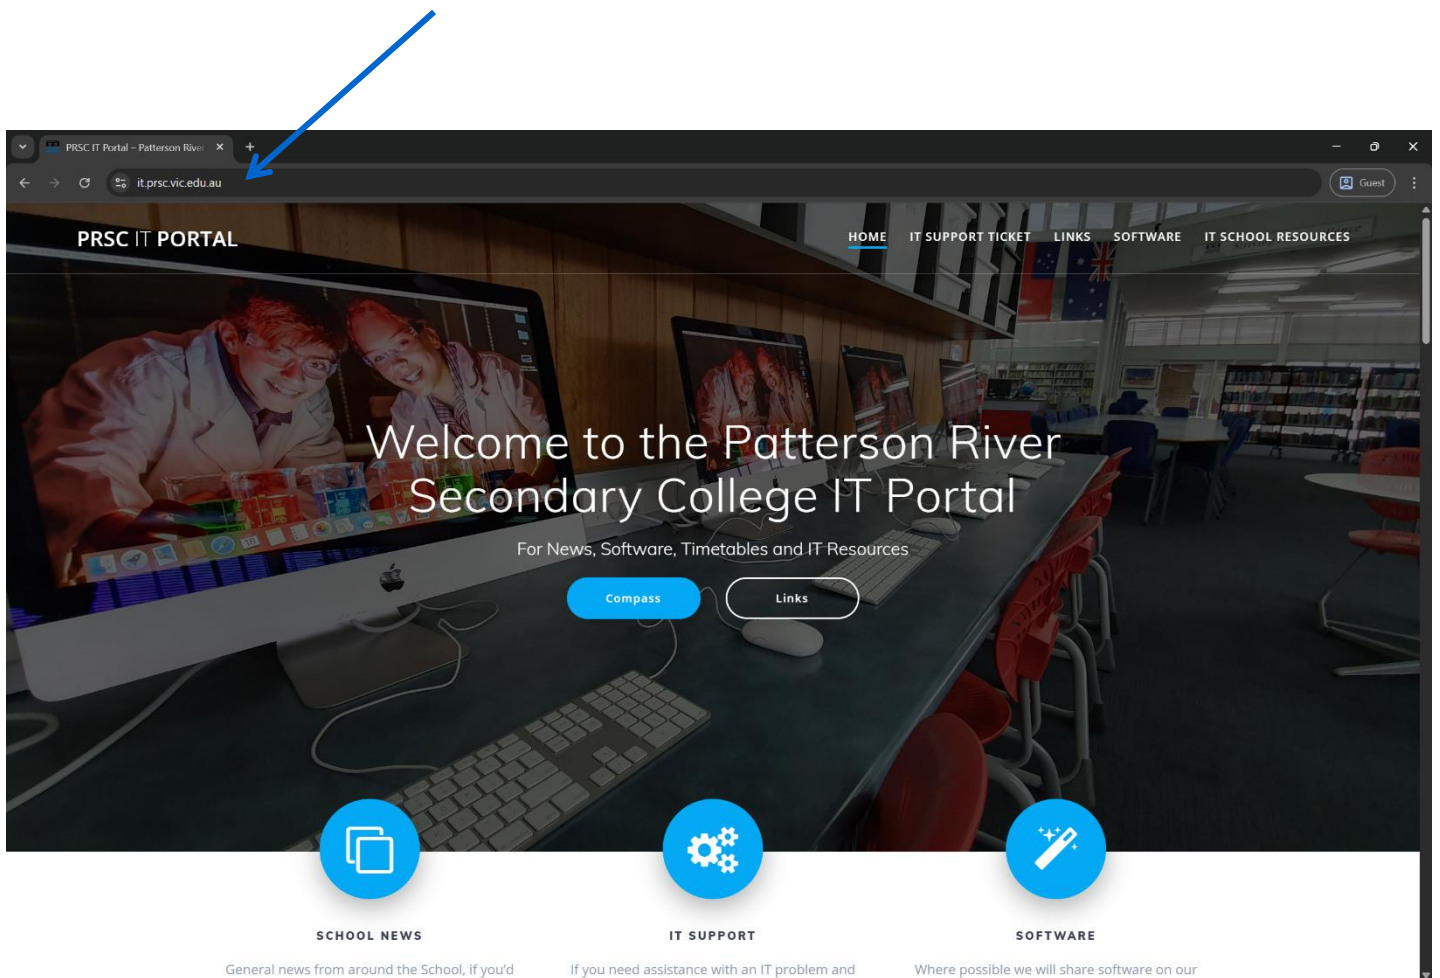 PRSC IT Portal – Patterson River
it.prsc.vic.edu.au
Guest
PRSC IT PORTAL
HOME IT SUPPORT TICKET LINKS SOFTWARE IT SCHOOL RESOURCES
Welcome to the Patterson River
Secondary College IT Portal
For News, Software, Timetables and IT Resources
Compass Links
SCHOOL NEWS IT SUPPORT SOFTWARE
General news from around the School, if you'd If you need assistance with an IT problem and Where possible we will share software on our